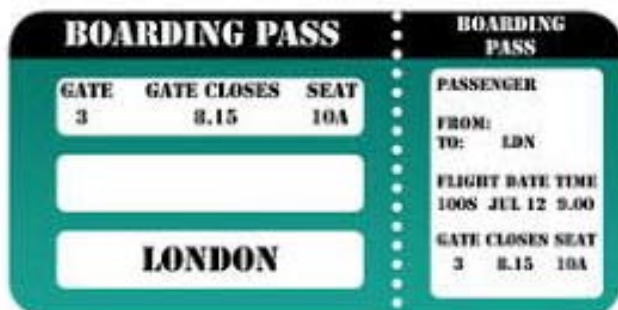 BOARDING PASS
GATE GATE CLOSES SEAT
3 8.15 10A
LONDON
BOARDING
PASS
PASSENGER
FROM:
TO: LDN
FLIGHT DATE TIME
100S JUL 12 9.00
GATE CLOSES SEAT
3 8.15 10A